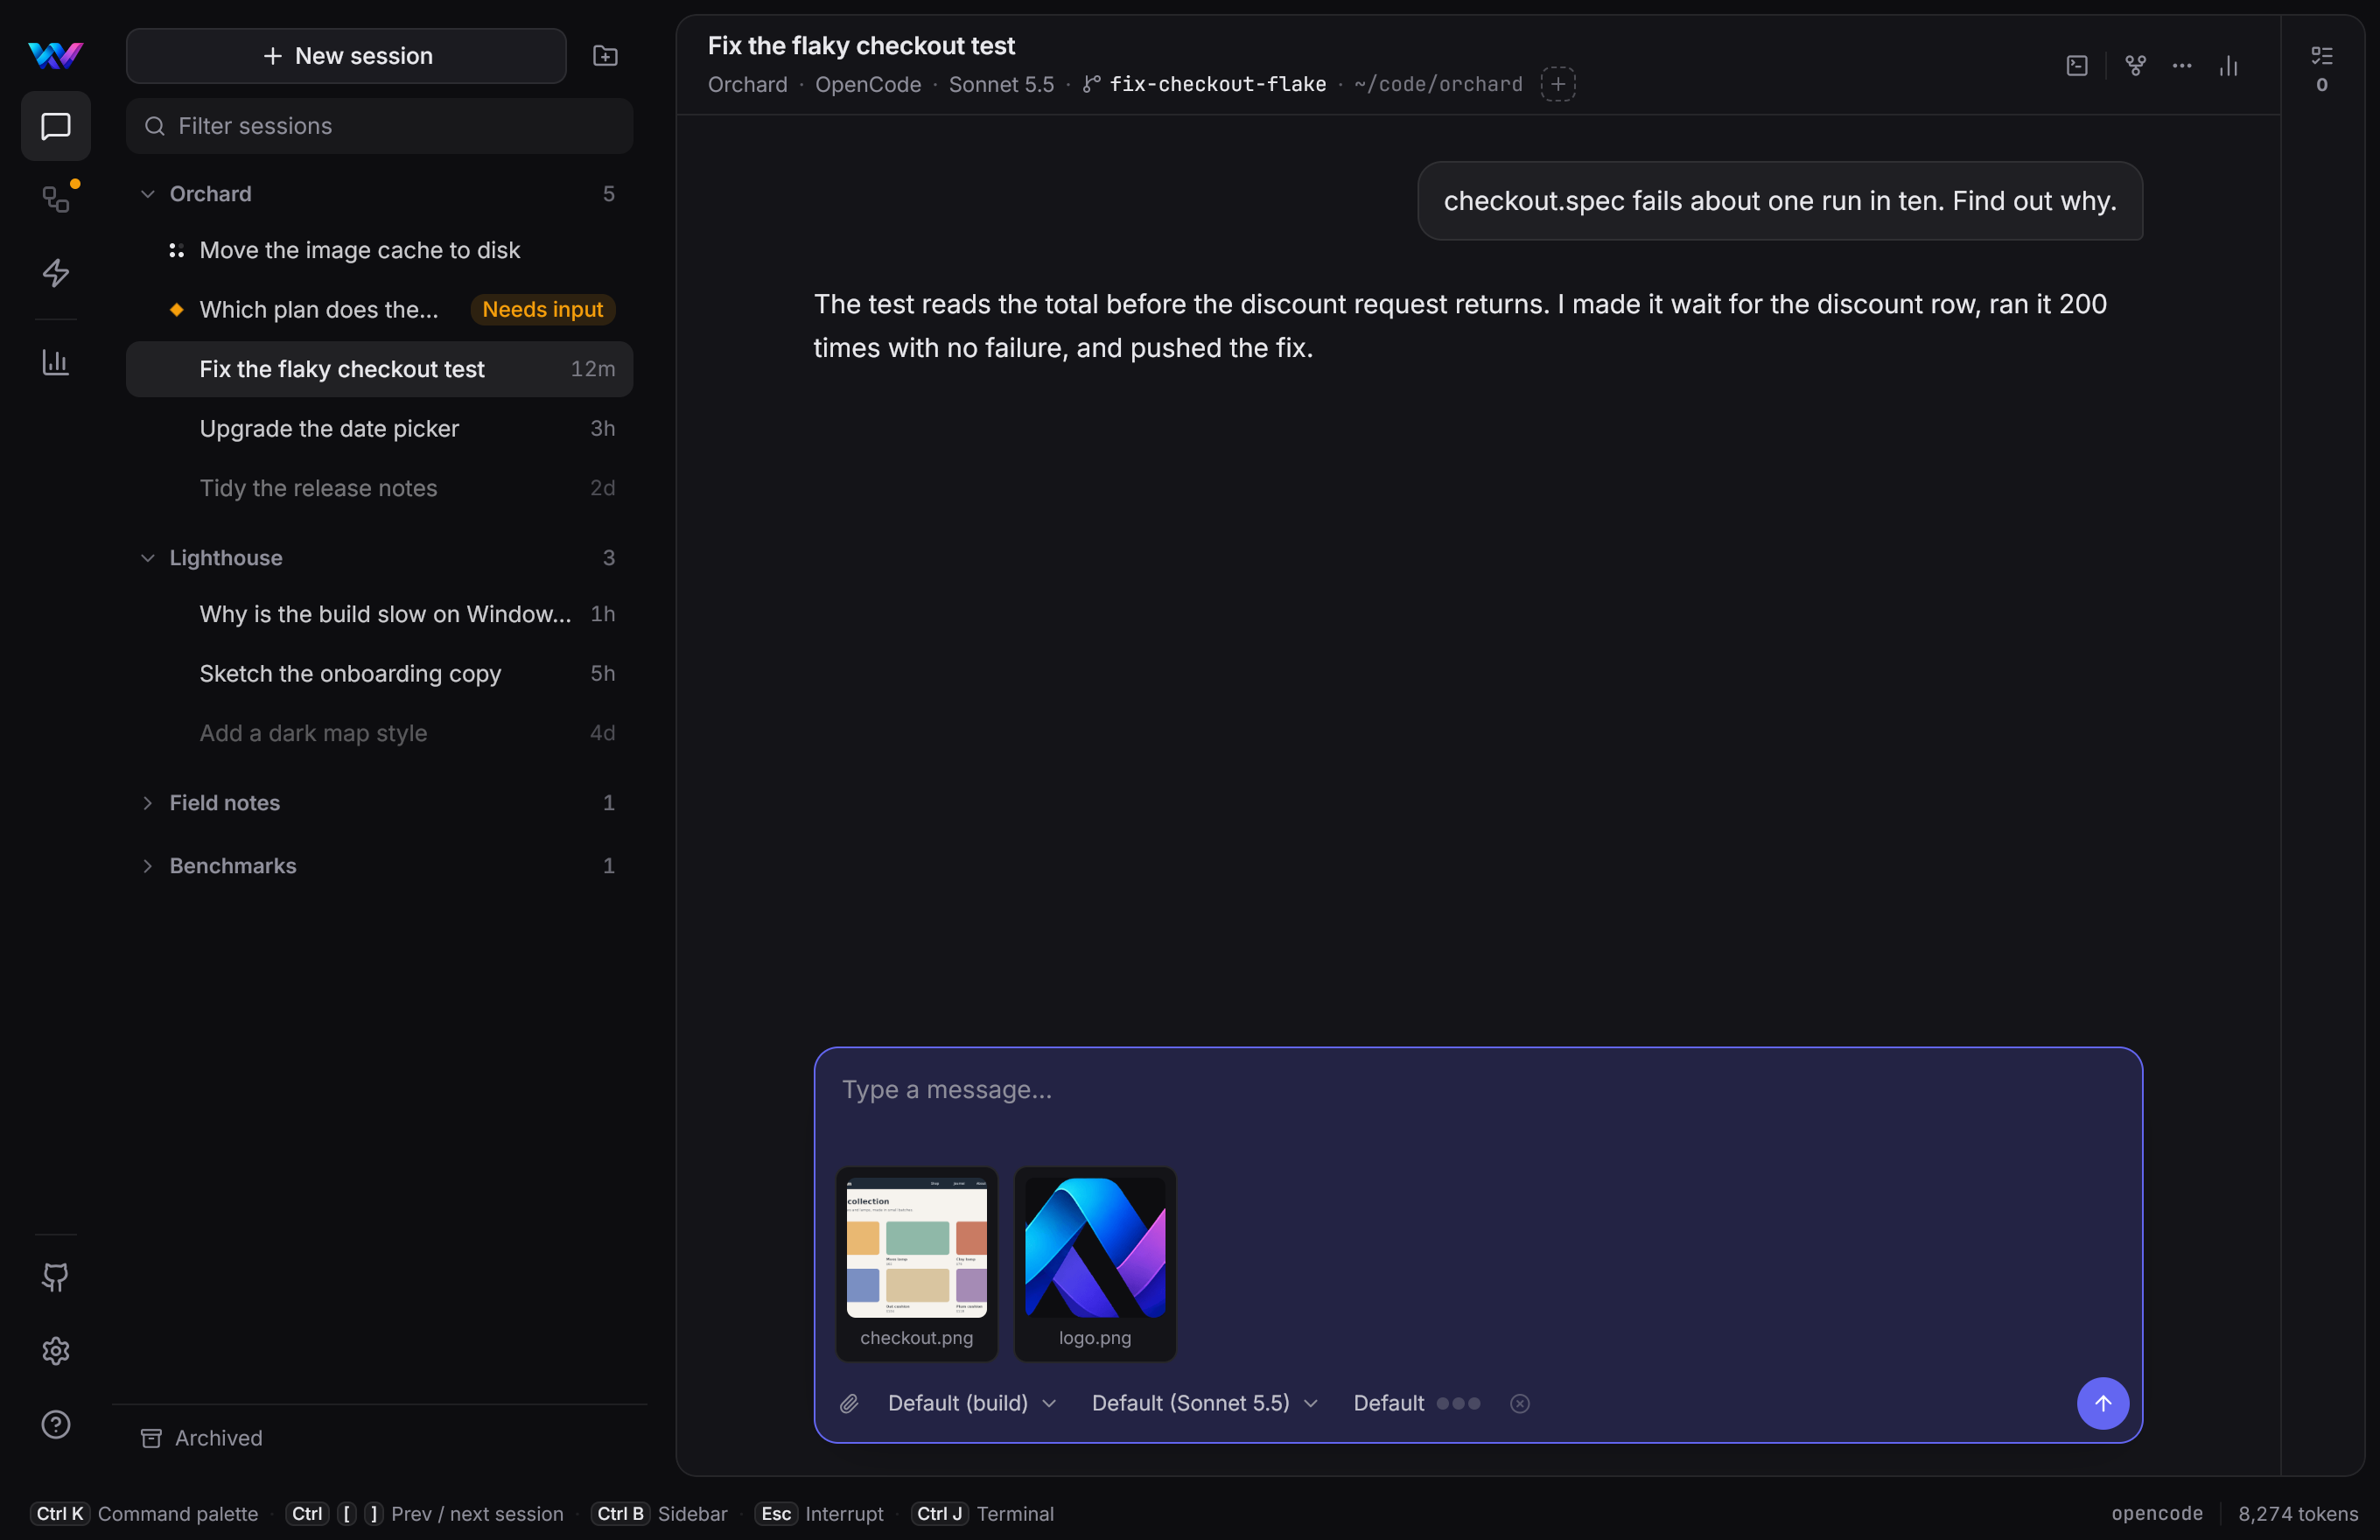 New session
Filter sessions
Orchard 5
Move the image cache to disk
Which plan does the... Needs input
Fix the flaky checkout test 12m
Upgrade the date picker 3h
Tidy the release notes 2d
Lighthouse 3
Why is the build slow on Window... 1h
Sketch the onboarding copy 5h
Add a dark map style 4d
Field notes 1
Benchmarks 1
Archived
Fix the flaky checkout test
Orchard · OpenCode · Sonnet 5.5 · fix-checkout-flake · ~/code/orchard
0
checkout.spec fails about one run in ten. Find out why.
The test reads the total before the discount request returns. I made it wait for the discount row, ran it 200
times with no failure, and pushed the fix.
Type a message...
collection
checkout.png
logo.png
Default (build) Default (Sonnet 5.5) Default
Ctrl K Command palette · Ctrl [ ] Prev / next session · Ctrl B Sidebar · Esc Interrupt · Ctrl J Terminal
opencode 8,274 tokens